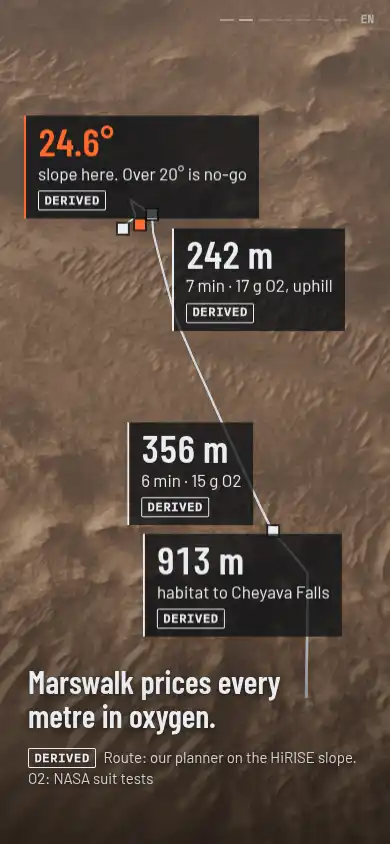 EN
24.6°
slope here. Over 20° is no-go
DERIVED
242 m
7 min · 17 g O2, uphill
DERIVED
356 m
6 min · 15 g O2
DERIVED
913 m
habitat to Cheyava Falls
DERIVED
Marswalk prices every
metre in oxygen.
DERIVED Route: our planner on the HiRISE slope.
O2: NASA suit tests